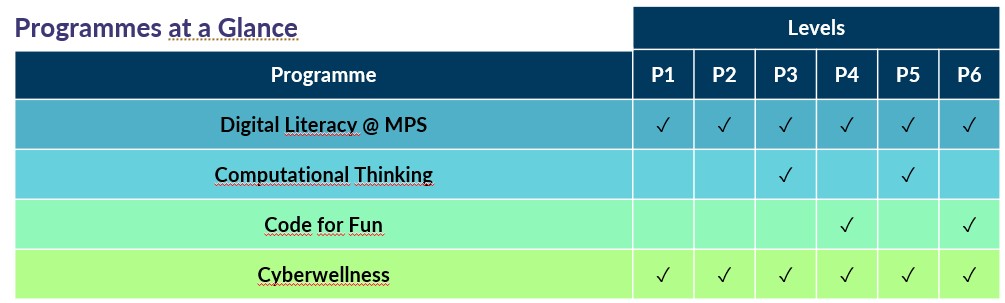 Programmes at a Glance
Levels
Programme P1 P2 P3 P4 P5 P6
Digital Literacy @ MPS ✓ ✓ ✓ ✓ ✓ ✓
Computational Thinking ✓ ✓
Code for Fun ✓ ✓
Cyberwellness ✓ ✓ ✓ ✓ ✓ ✓